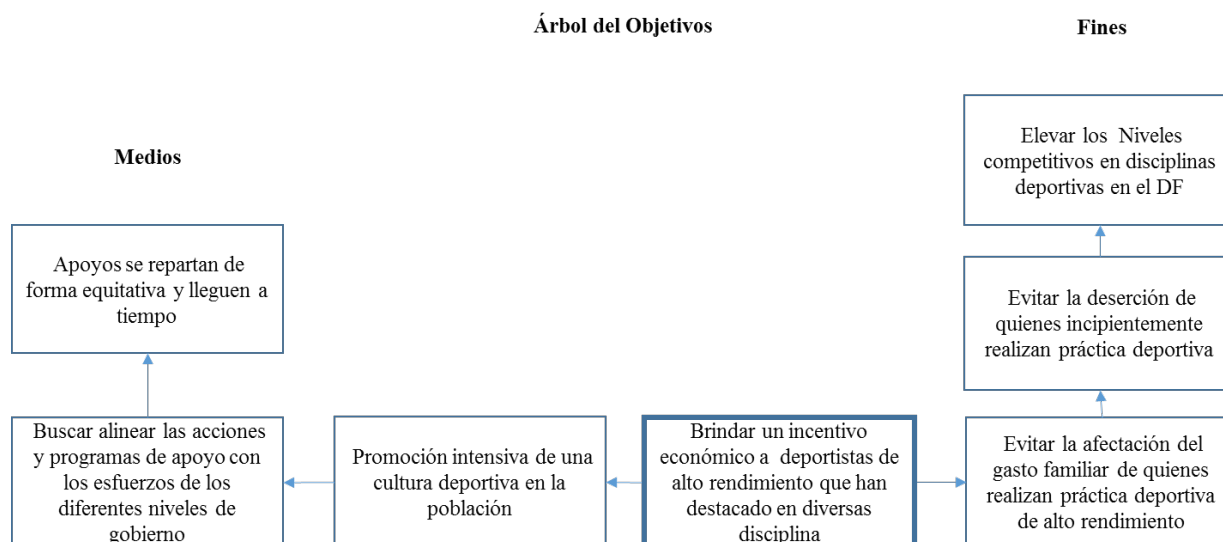 Árbol del Objetivos
Fines
Medios
Elevar los Niveles
competitivos en disciplinas
deportivas en el DF
Apoyos se repartan de
forma equitativa y lleguen a
tiempo
Evitar la deserción de
quienes incipientemente
realizan práctica deportiva
Buscar alinear las acciones
y programas de apoyo con
los esfuerzos de los
diferentes niveles de
gobierno
Promoción intensiva de una
cultura deportiva en la
población
Brindar un incentivo
económico a deportistas de
alto rendimiento que han
destacado en diversas
disciplina
Evitar la afectación del
gasto familiar de quienes
realizan práctica deportiva
de alto rendimiento